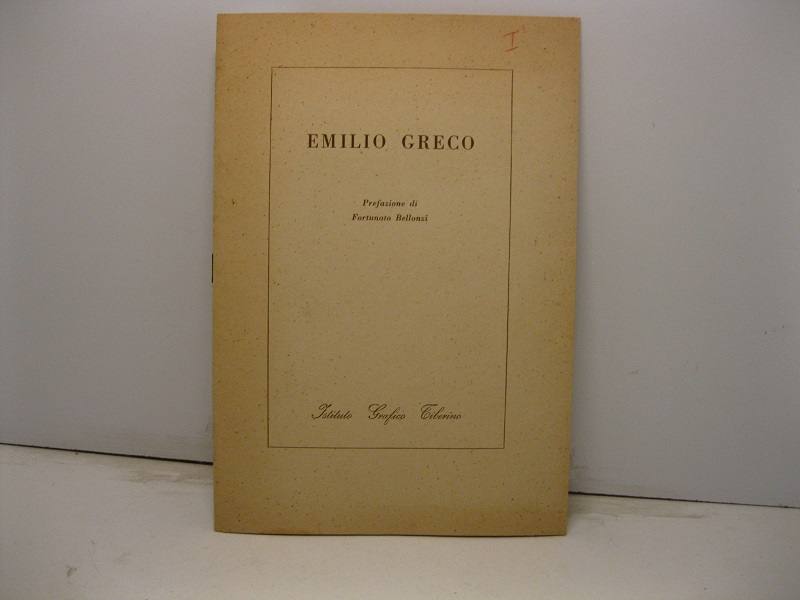 I
EMILIO GRECO
Prefazione di
Fortunato Bellonzi
Istituto Grafico Tiberino